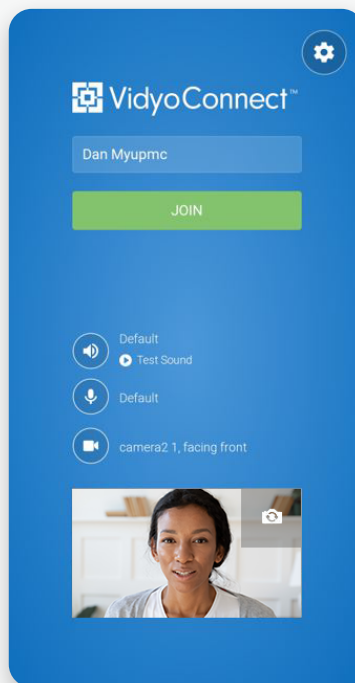 VidyoConnect™
Dan Myupmc
JOIN
Default
Test Sound
Default
camera2 1, facing front